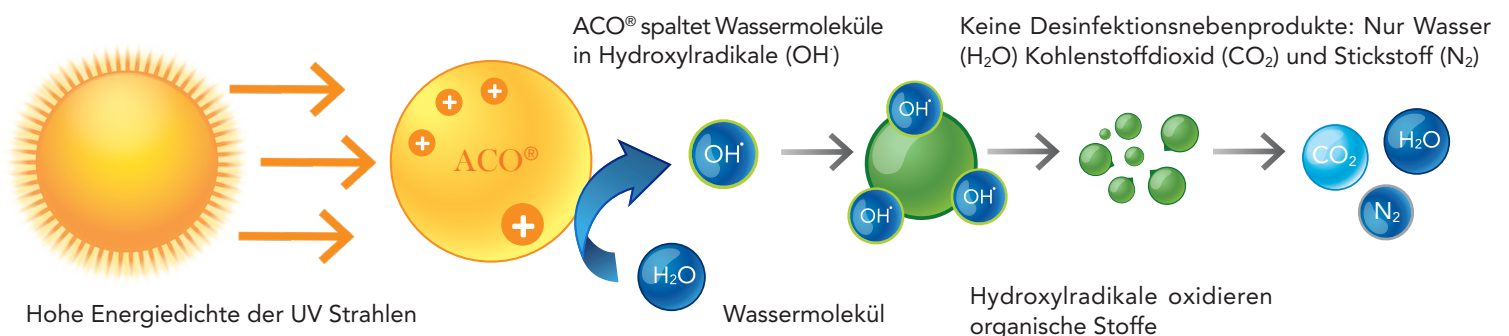 ACO® spaltet Wassermoleküle
in Hydroxylradikale (OH·)
Keine Desinfektionsnebenprodukte: Nur Wasser
(H₂O) Kohlenstoffdioxid (CO₂) und Stickstoff (N₂)
+
+
+
ACO®
+
OH·
H₂O
OH·
OH·
OH·
CO₂
H₂O
N₂
Hohe Energiedichte der UV Strahlen
Wassermolekül
Hydroxylradikale oxidieren
organische Stoffe